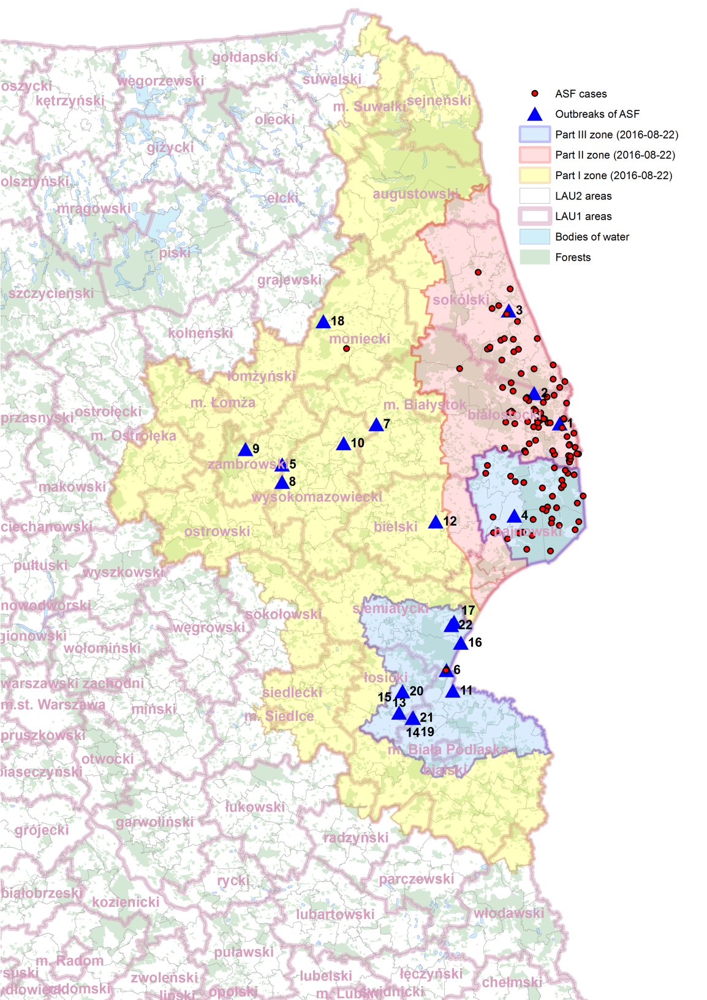 gołdapski
suwalski
węgorzewski
oszycki
kętrzyński
m. Suwałki
sejneński
olecki
giżycki
olsztyński
ełcki
augustowski
mrągowski
piski
grajewski
szczycieński
sokólski
3
18
kolneński
moniecki
łomżyński
2
m. Łomża
m. Białystok
ostrołęcki
przasnyski
białostocki
7
1
m. Ostrołęka
10
9
zambrowski
5
8
makowski
wysokomazowiecki
4
12
ciechanowski
ostrowski
bielski
hajnowski
pułtuski
wyszkowski
nowodworski
siemiatycki
17
sokołowski
22
węgrowski
gionowski
16
wołomiński
6
łosicki
warszawski zachodni
siedlecki
15
20
11
13
m.st. Warszawa
miński
m. Siedlce
21
14
19
pruszkowski
m. Biała Podlaska
otwocki
bialski
piaseczyński
łukowski
garwoliński
grójecki
radzyński
rycki
parczewski
białobrzeski
kozienicki
lubartowski
włodawski
puławski
m. Radom
zwoleński
lubelski
łęczyński
chełmski
radomski
lipski
opolski
m. Lublin
świdnicki
ASF cases
Outbreaks of ASF
Part III zone (2016-08-22)
Part II zone (2016-08-22)
Part I zone (2016-08-22)
LAU2 areas
LAU1 areas
Bodies of water
Forests